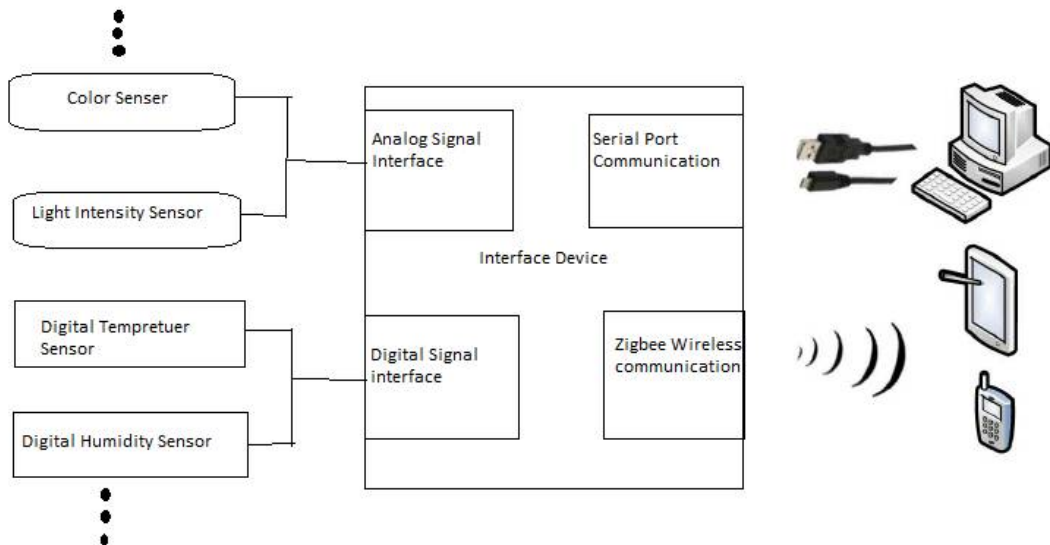 Color Senser
Light Intensity Sensor
Digital Tempretuer
Sensor
Digital Humidity Sensor
Analog Signal
Interface
Serial Port
Communication
Interface Device
Digital Signal
interface
Zigbee Wireless
communication